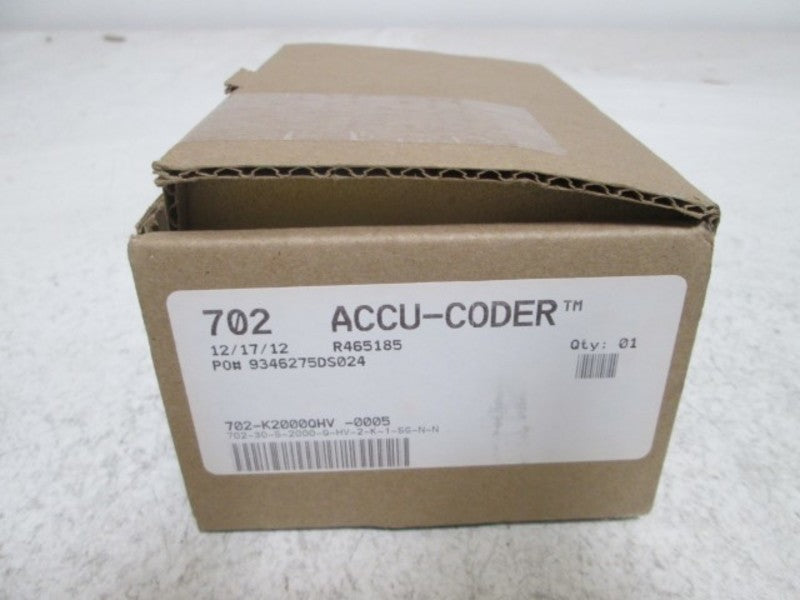 702 ACCU-CODER™
12/17/12 R465185 Qty: 01
PO# 9346275DS024
702-K2000QHV -0005
702-30-S-2000-Q-HV-2-K-1-SG-N-N